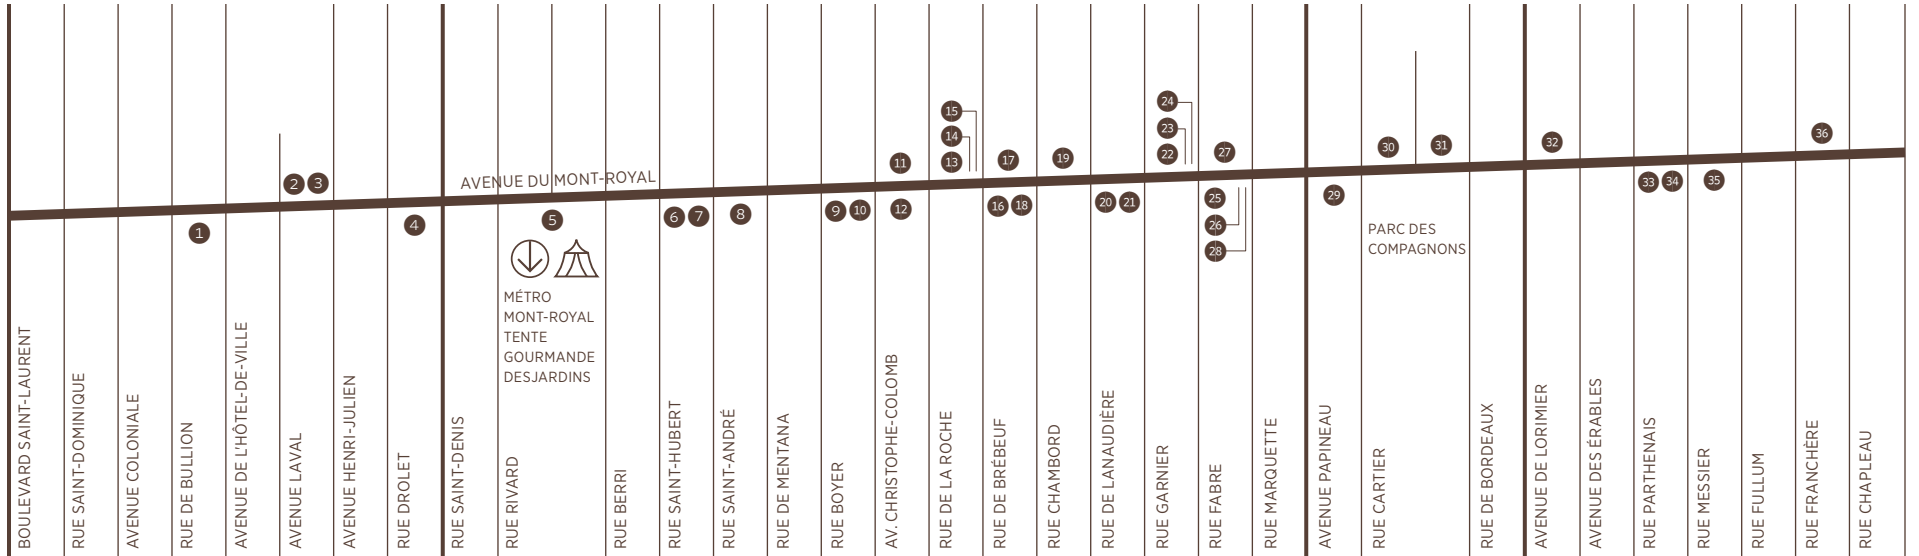 24
15
23
14
36
32
31
30
27
22
19
17
13
11
AVENUE DU MONT-ROYAL
2 3
33 34
35
29
25
20 21
16 18
12
9 10
8
6 7
5
4
1
26
28
PARC DES
COMPAGNONS
MÉTRO
MONT-ROYAL
TENTE
GOURMANDE
DESJARDINS
BOULEVARD SAINT-LAURENT
RUE SAINT-DOMINIQUE
AVENUE COLONIALE
RUE DE BULLION
AVENUE DE L'HÔTEL-DE-VILLE
AVENUE LAVAL
AVENUE HENRI-JULIEN
RUE DROLET
RUE SAINT-DENIS
RUE RIVARD
RUE BERRI
RUE SAINT-HUBERT
RUE SAINT-ANDRÉ
RUE DE MENTANA
RUE BOYER
AV. CHRISTOPHE-COLOMB
RUE DE LA ROCHE
RUE DE BRÉBEUF
RUE CHAMBORD
RUE DE LANAUDIÈRE
RUE GARNIER
RUE FABRE
RUE MARQUETTE
AVENUE PAPINEAU
RUE CARTIER
RUE DE BORDEAUX
AVENUE DE LORIMIER
AVENUE DES ÉRABLES
RUE PARTHENAIS
RUE MESSIER
RUE FULLUM
RUE FRANCHÈRE
RUE CHAPLEAU